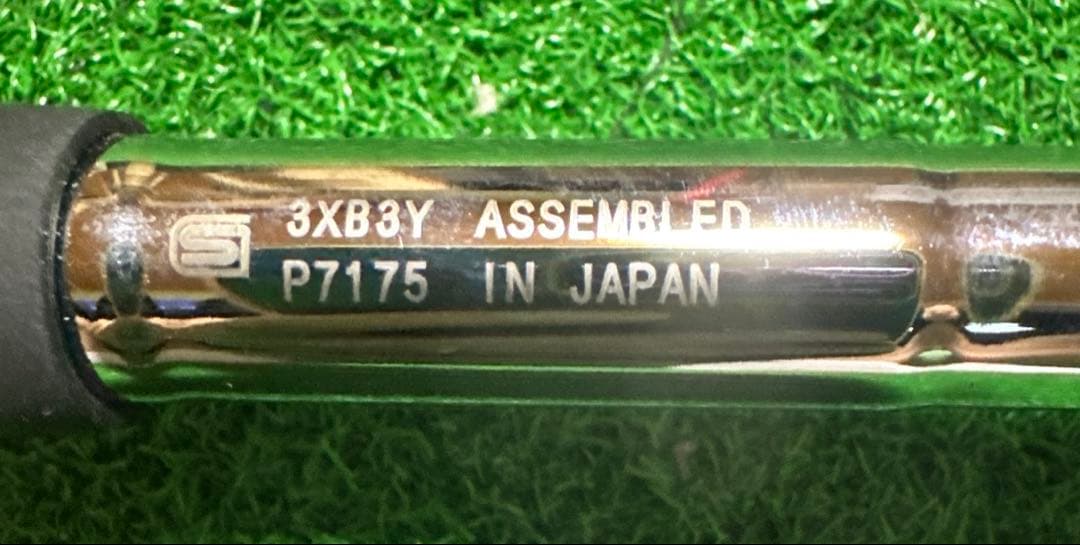 3XB3Y ASSEMBLED
P7175 IN JAPAN